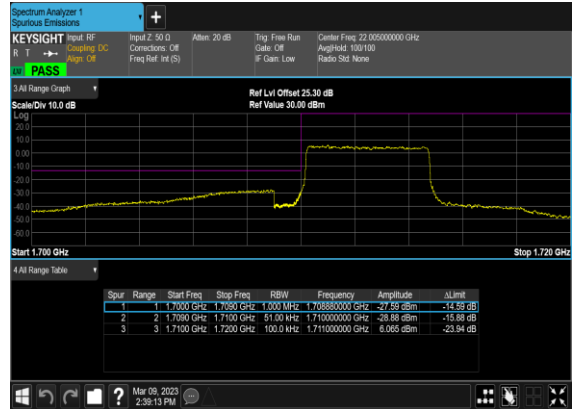 Spectrum Analyzer 1
Spurious Emissions
KEYSIGHT Input: RF Input Z: 50 Ω Atten: 20 dB Trig: Free Run Center Freq: 22.005000000 GHz
R T Coupling: DC Corrections: Off Gate: Off Avg|Hold: 100/100
Align: Off Freq Ref: Int (S) IF Gain: Low Radio Std: None
PASS
3 All Range Graph
Ref Lvl Offset 25.30 dB
Scale/Div 10.0 dB Ref Value 30.00 dBm
Log
20.0
10.0
0.00
-10.0
-20.0
-30.0
-40.0
-50.0
-60.0
Start 1.700 GHz Stop 1.720 GHz
4 All Range Table
Spur Range Start Freq Stop Freq RBW Frequency Amplitude ΔLimit
1 1 1.7000 GHz 1.7090 GHz 1.000 MHz 1.708880000 GHz -27.59 dBm -14.59 dB
2 2 1.7090 GHz 1.7100 GHz 51.00 kHz 1.710000000 GHz -28.88 dBm -15.88 dB
3 3 1.7100 GHz 1.7200 GHz 100.0 kHz 1.711000000 GHz 6.065 dBm -23.94 dB
Mar 09, 2023
2:39:13 PM